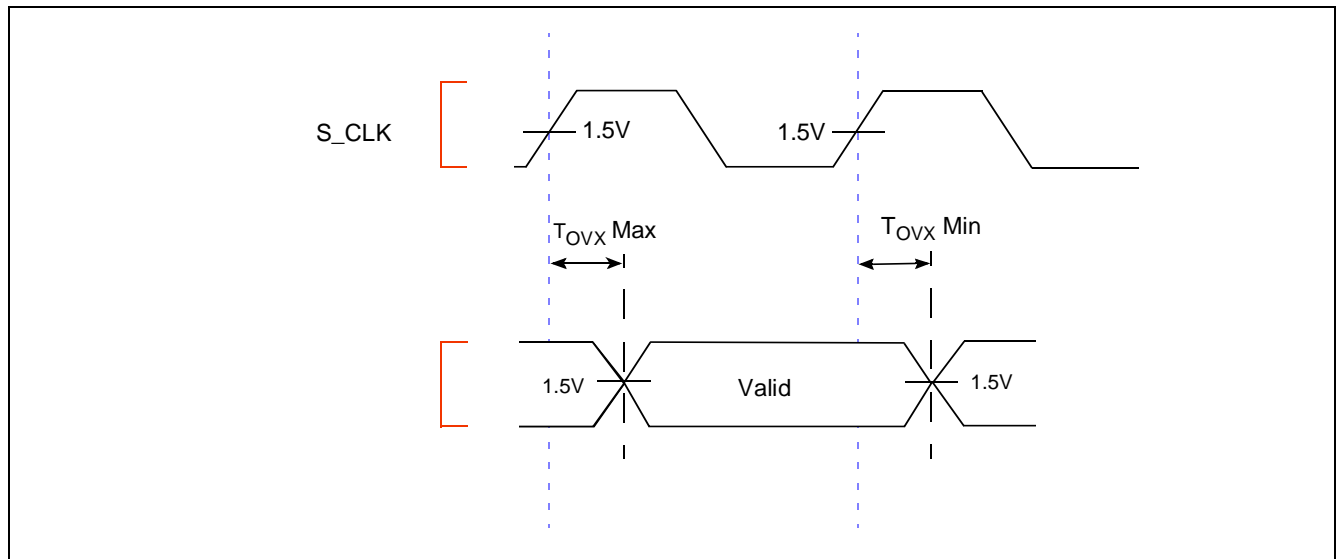 S_CLK
1.5V
1.5V
TOVX Max
TOVX Min
1.5V
Valid
1.5V